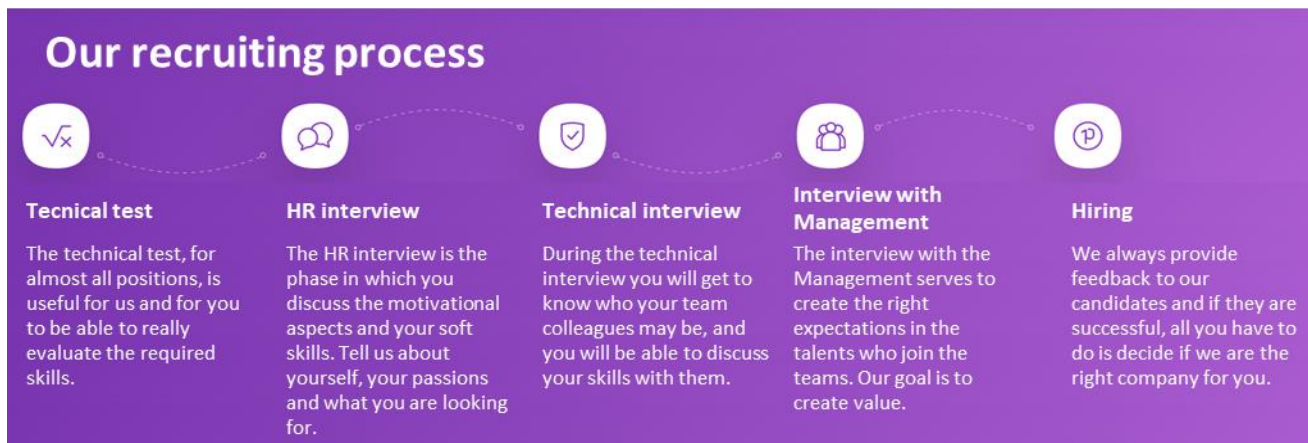 Our recruiting process
Tecnical test
The technical test, for
almost all positions, is
useful for us and for you
to be able to really
evaluate the required
skills.
HR interview
The HR interview is the
phase in which you
discuss the motivational
aspects and your soft
skills. Tell us about
yourself, your passions
and what you are looking
for.
Technical interview
During the technical
interview you will get to
know who your team
colleagues may be, and
you will be able to discuss
your skills with them.
Interview with
Management
The interview with the
Management serves to
create the right
expectations in the
talents who join the
teams. Our goal is to
create value.
Hiring
We always provide
feedback to our
candidates and if they are
successful, all you have to
do is decide if we are the
right company for you.